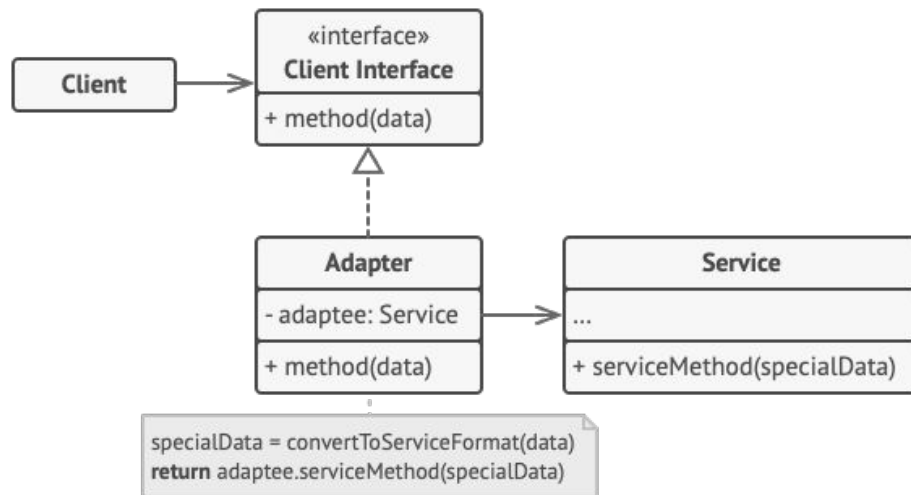 Client
«interface»
Client Interface
+ method(data)
Adapter
- adaptee: Service
+ method(data)
Service
...
+ serviceMethod(specialData)
specialData = convertToServiceFormat(data)
return adaptee.serviceMethod(specialData)